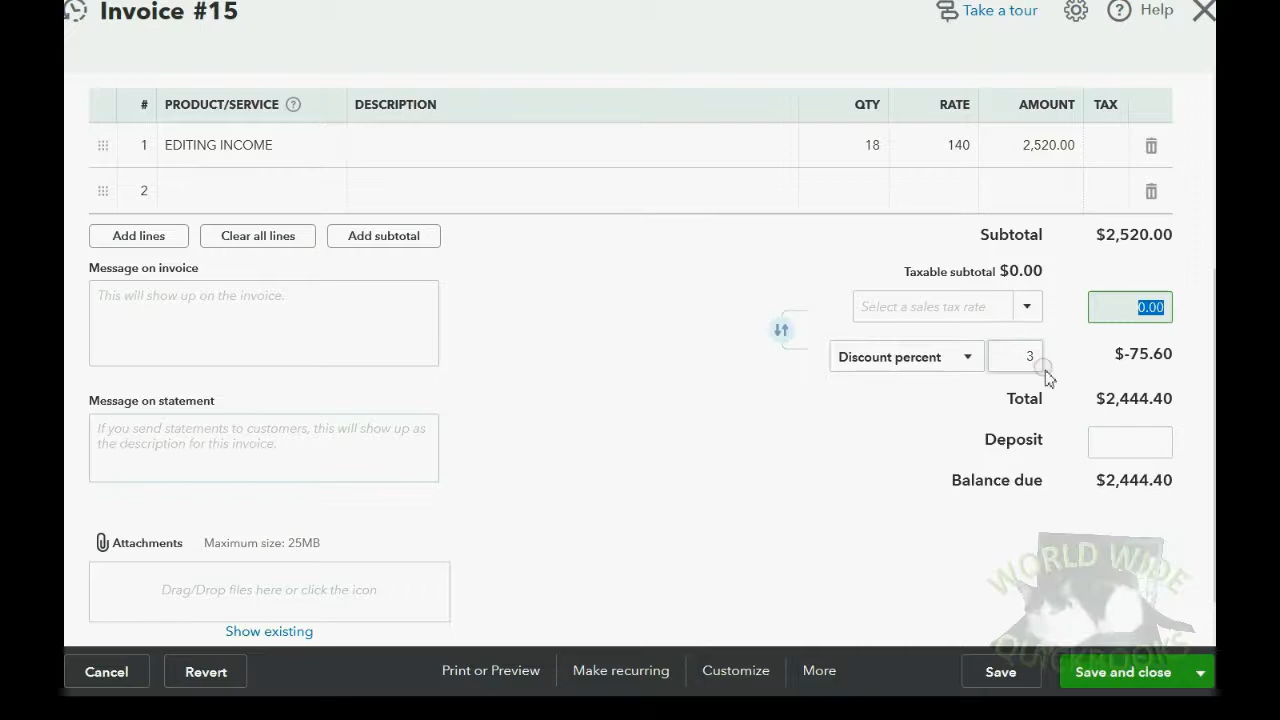 Invoice #15
Take a tour
Help
# PRODUCT/SERVICE ? DESCRIPTION QTY RATE AMOUNT TAX
1 EDITING INCOME 18 140 2,520.00
2
Add lines Clear all lines Add subtotal
Subtotal $2,520.00
Message on invoice
This will show up on the invoice.
Taxable subtotal $0.00
Select a sales tax rate 0.00
Discount percent 3 $-75.60
Total $2,444.40
Message on statement
If you send statements to customers, this will show up as
the description for this invoice.
Deposit
Balance due $2,444.40
Attachments Maximum size: 25MB
Drag/Drop files here or click the icon
Show existing
WORLD WIDE
QUICKBOOKS
Cancel Revert Print or Preview Make recurring Customize More Save Save and close